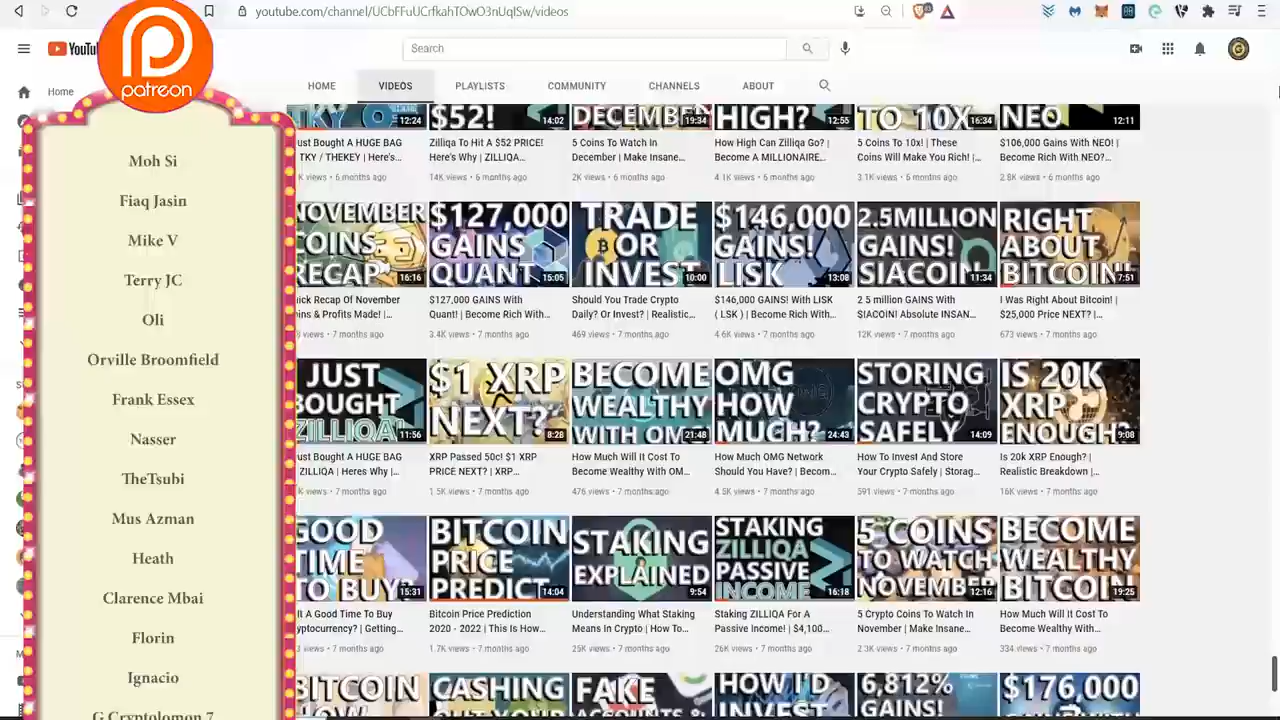 youtube.com/channel/UCbFFuUCrfkahTOwO3nUqISw/videos
Search
Home
HOME
VIDEOS
PLAYLISTS
COMMUNITY
CHANNELS
ABOUT
patreon
Moh Si
Fiaq Jasin
Mike V
Terry JC
Oli
Orville Broomfield
Frank Essex
Nasser
TheTsubi
Mus Azman
Heath
Clarence Mbai
Florin
Ignacio
G Cryptolomon 7
12:24
$52!
14:02
DECEMBER
19:34
HIGH?
12:55
TO 10X
16:34
NEO
12:11
ust Bought A HUGE BAG
TKY / THEKEY | Here's...
views • 6 months ago
Zilliqa To Hit A $52 PRICE!
Here's Why | ZILLIQA...
14K views • 6 months ago
5 Coins To Watch In
December | Make Insane...
2K views • 6 months ago
How High Can Zilliqa Go? |
Become A MILLIONAIRE...
4.1K views • 6 months ago
5 Coins To 10x! | These
Coins Will Make You Rich! |...
3.1K views • 6 months ago
$106,000 Gains With NEO! |
Become Rich With NEO?...
2.8K views • 6 months ago
NOVEMBER
COINS
RECAP
16:16
$127,000
GAINS
QUANT
15:05
TRADE
OR
INVEST
10:00
$146,000
GAINS!
LISK
13:08
2.5MILLION
GAINS!
SIACOIN
11:34
RIGHT
ABOUT
BITCOIN!
7:51
ick Recap Of November
ins & Profits Made! |...
views • 7 months ago
$127,000 GAINS With
Quant! | Become Rich With...
3.4K views • 7 months ago
Should You Trade Crypto
Daily? Or Invest? | Realistic...
469 views • 7 months ago
$146,000 GAINS! With LISK
( LSK ) | Become Rich With...
4.6K views • 7 months ago
2 5 million GAINS With
$IACOIN! Absolute INSAN...
12K views • 7 months ago
I Was Right About Bitcoin! |
$25,000 Price NEXT? |...
673 views • 7 months ago
JUST
BOUGHT
ZILLIQA
11:56
$1 XRP
NEXT?
8:28
BECOME
WEALTHY
WITH OMG
21:48
OMG
HOW
MUCH?
24:43
STORING
CRYPTO
SAFELY
14:09
IS 20K
XRP
ENOUGH?
9:08
ust Bought A HUGE BAG
ZILLIQA | Heres Why |...
views • 7 months ago
XRP Passed 50c! $1 XRP
PRICE NEXT? | XRP...
1.5K views • 7 months ago
How Much Will It Cost To
Become Wealthy With OM...
476 views • 7 months ago
How Much OMG Network
Should You Have? | Becom...
4.5K views • 7 months ago
How To Invest And Store
Your Crypto Safely | Storag...
591 views • 7 months ago
Is 20k XRP Enough? |
Realistic Breakdown |...
16K views • 7 months ago
GOOD
TIME
TO BUY?
15:31
BITCOIN
PRICE
PREDICT
14:04
STAKING
EXPLAINED
9:54
STAKING
ZILLIQA
PASSIVE
INCOME
16:18
5 COINS
TO WATCH
NOVEMBER
12:16
BECOME
WEALTHY
BITCOIN
19:25
It A Good Time To Buy
yptocurrency? | Getting...
views • 7 months ago
Bitcoin Price Prediction
2020 - 2022 | This Is How...
1.7K views • 7 months ago
Understanding What Staking
Means In Crypto | How To...
25K views • 7 months ago
Staking ZILLIQA For A
Passive Income! | $4,100...
26K views • 7 months ago
5 Crypto Coins To Watch In
November | Make Insane...
2.3K views • 7 months ago
How Much Will It Cost To
Become Wealthy With...
334 views • 7 months ago
BITCOIN
CASHING
FAKE
HOW I'D
INVEST
6,812%
GAINS!
$176,000